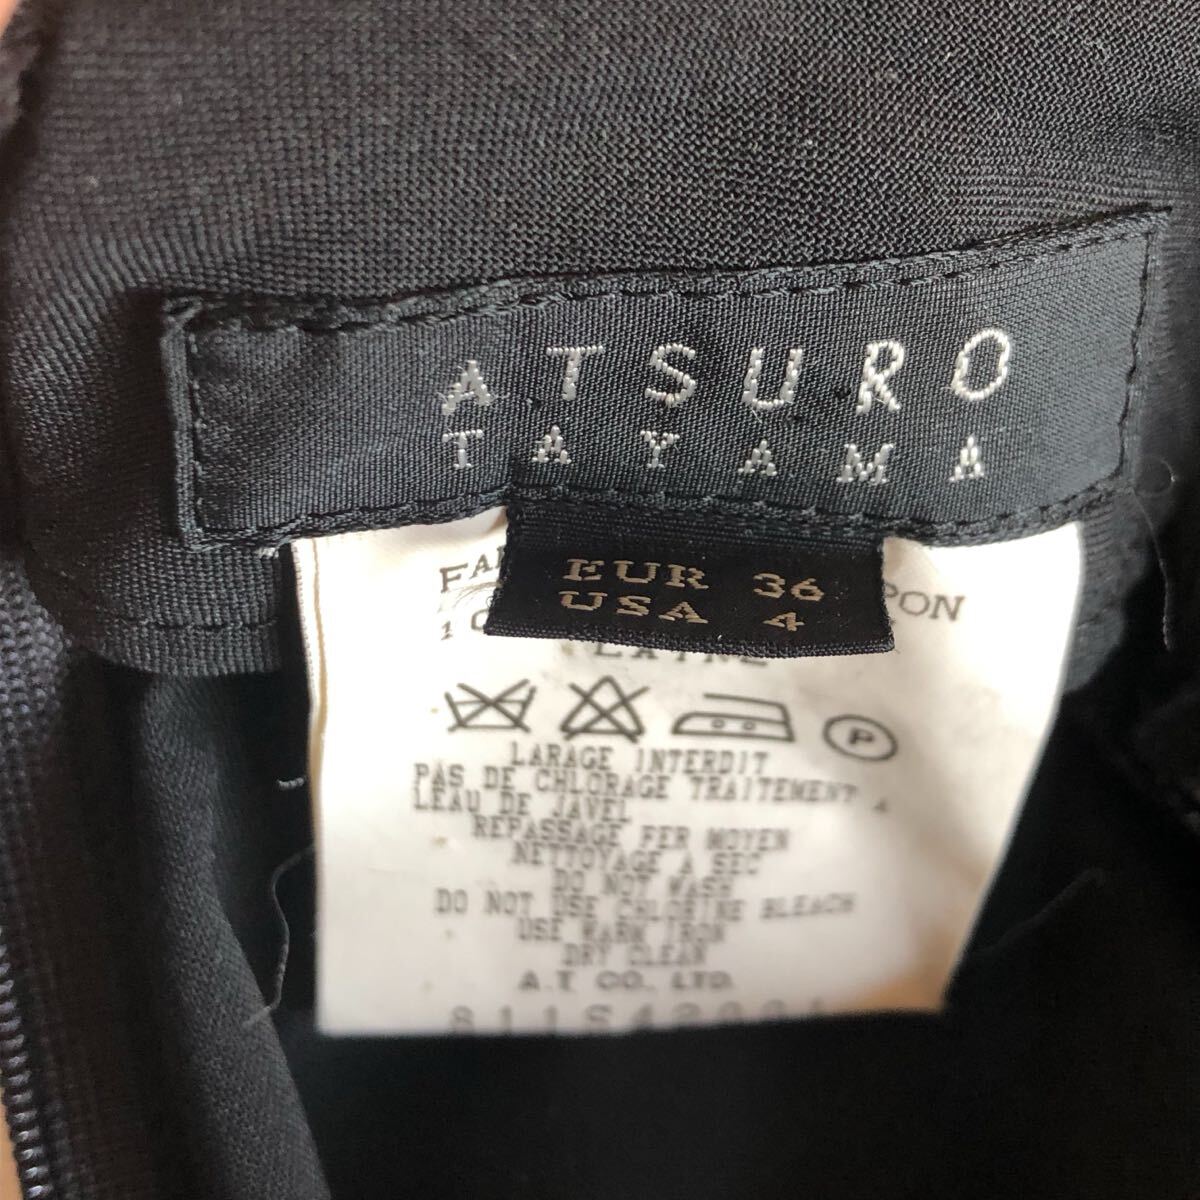 ATSURO
TAYAMA
EUR 36
USA 4
P
LARAGE INTERDIT
PAS DE CHLORAGE TRAITEMENT A
LEAU DE JAVEL
REPASSAGE FER MOYEN
NETTOYAGE A SEC
DO NOT WASH
DO NOT USE CHLORINE BLEACH
USE WARM IRON
DRY CLEAN
A.T CO. LTD.